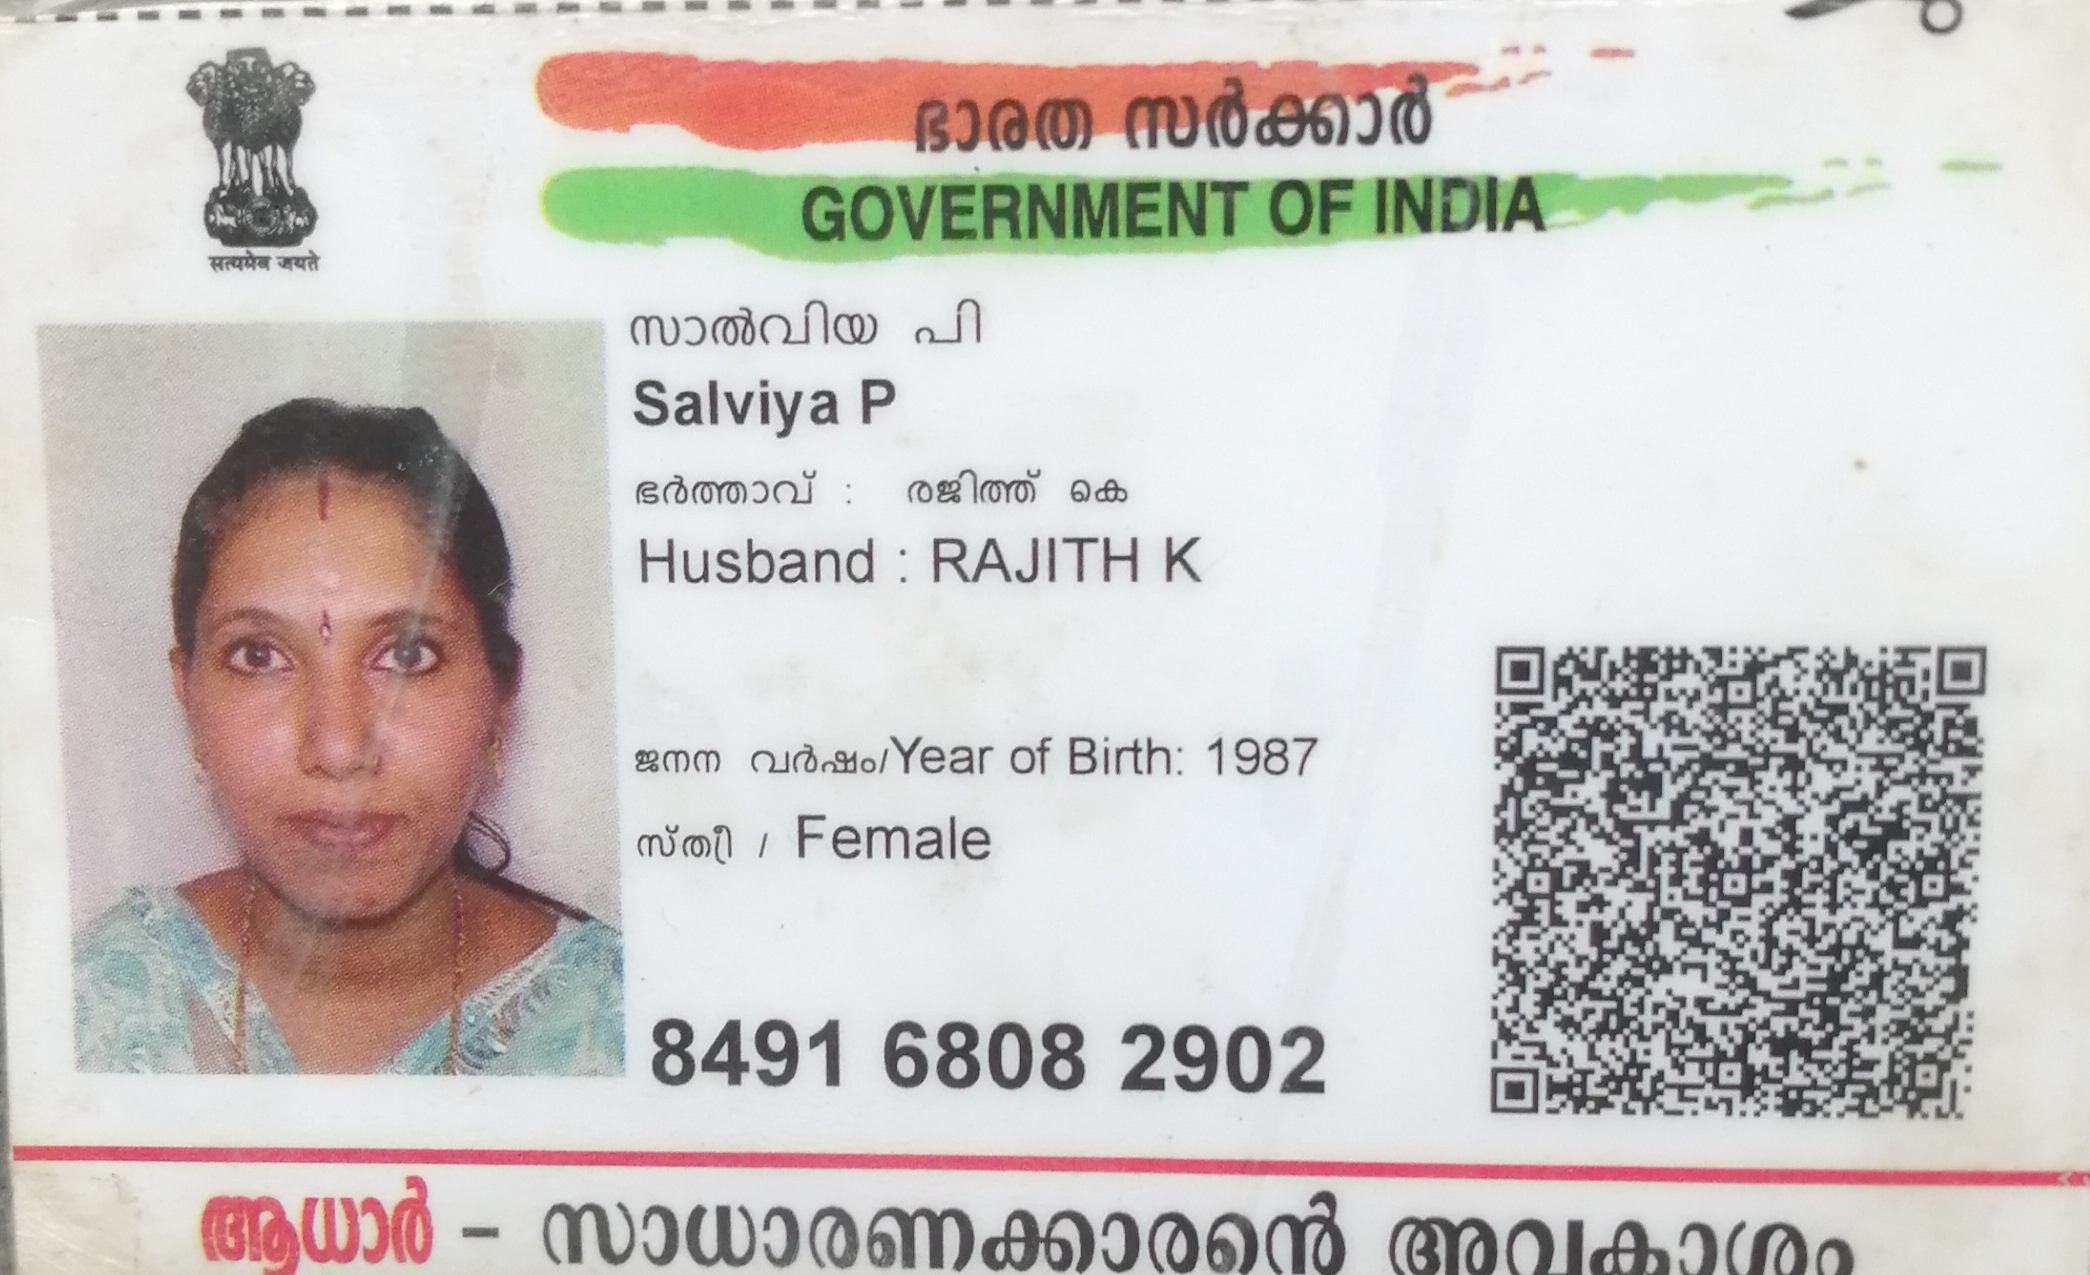 ഭാരത സർക്കാർ
GOVERNMENT OF INDIA
सत्यमेव जयते
സാൽവിയ പി
Salviya P
ഭർത്താവ് : രജിത്ത് കെ
Husband : RAJITH K
ജനന വർഷം/Year of Birth: 1987
സ്ത്രീ / Female
8491 6808 2902
ആധാർ - സാധാരണക്കാരന്റെ അവകാശം